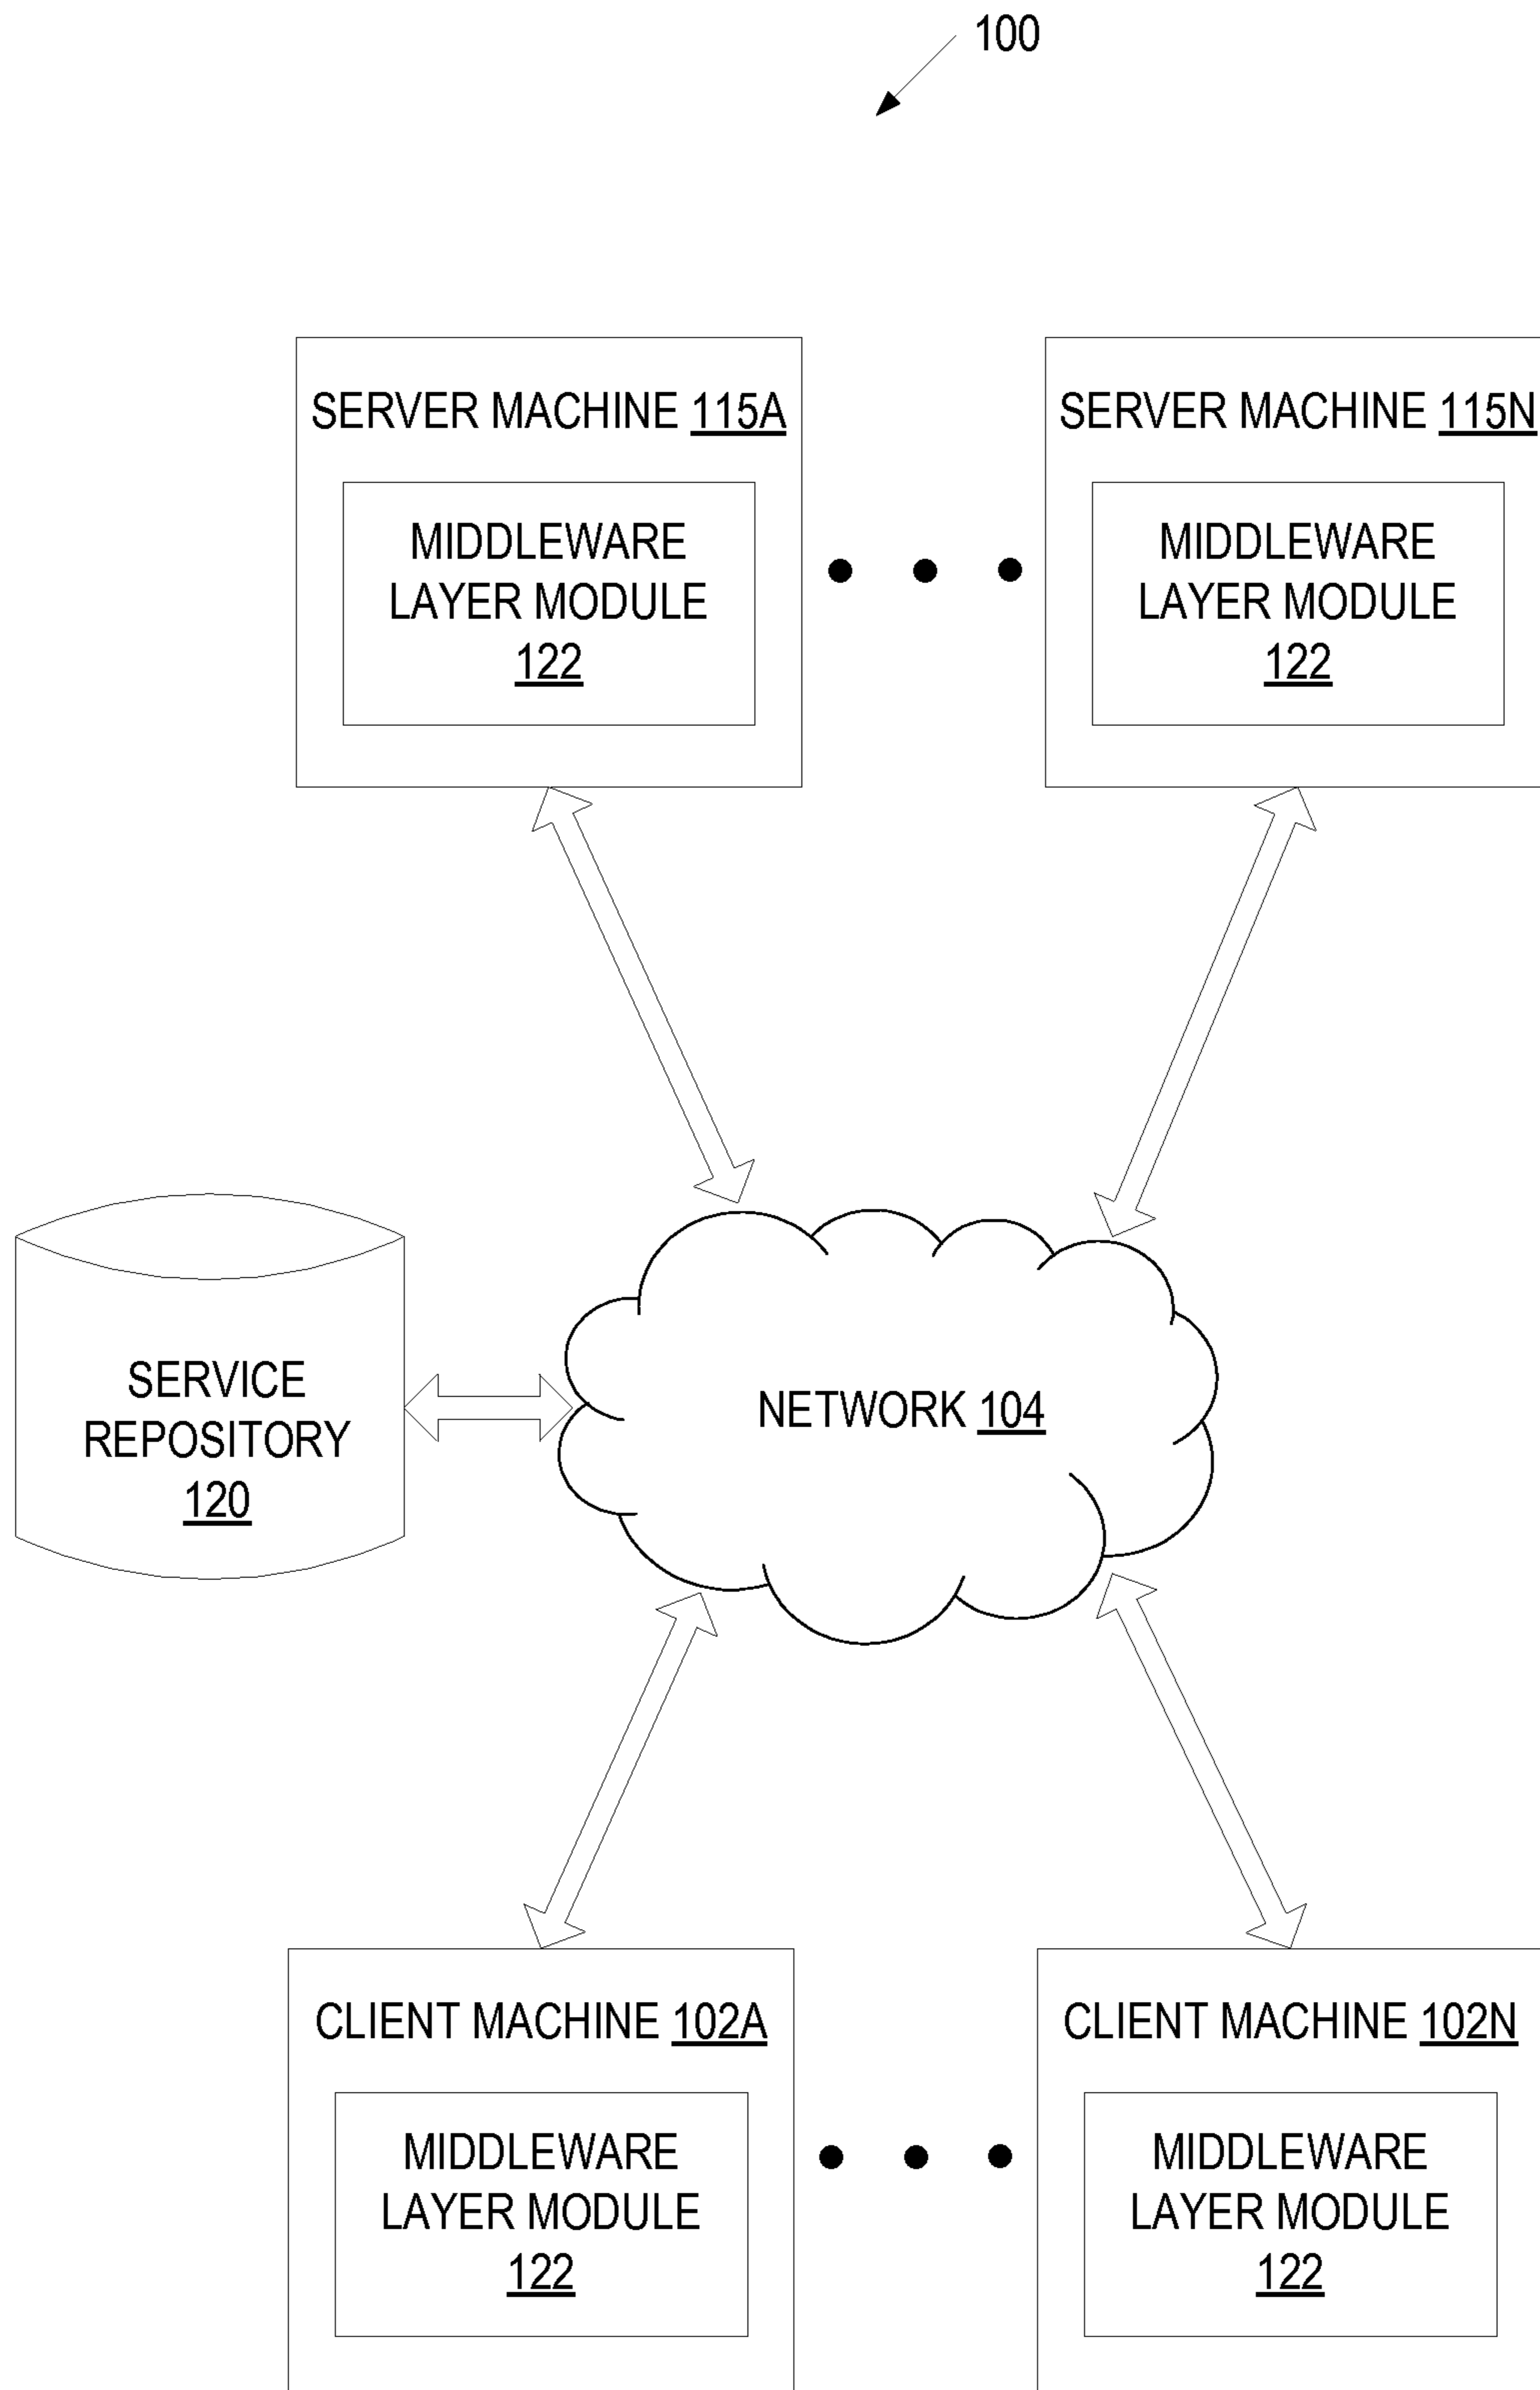 100
SERVER MACHINE 115A
SERVER MACHINE 115N
MIDDLEWARE
LAYER MODULE
122
MIDDLEWARE
LAYER MODULE
122
SERVICE
REPOSITORY
120
NETWORK 104
CLIENT MACHINE 102A
CLIENT MACHINE 102N
MIDDLEWARE
LAYER MODULE
122
MIDDLEWARE
LAYER MODULE
122